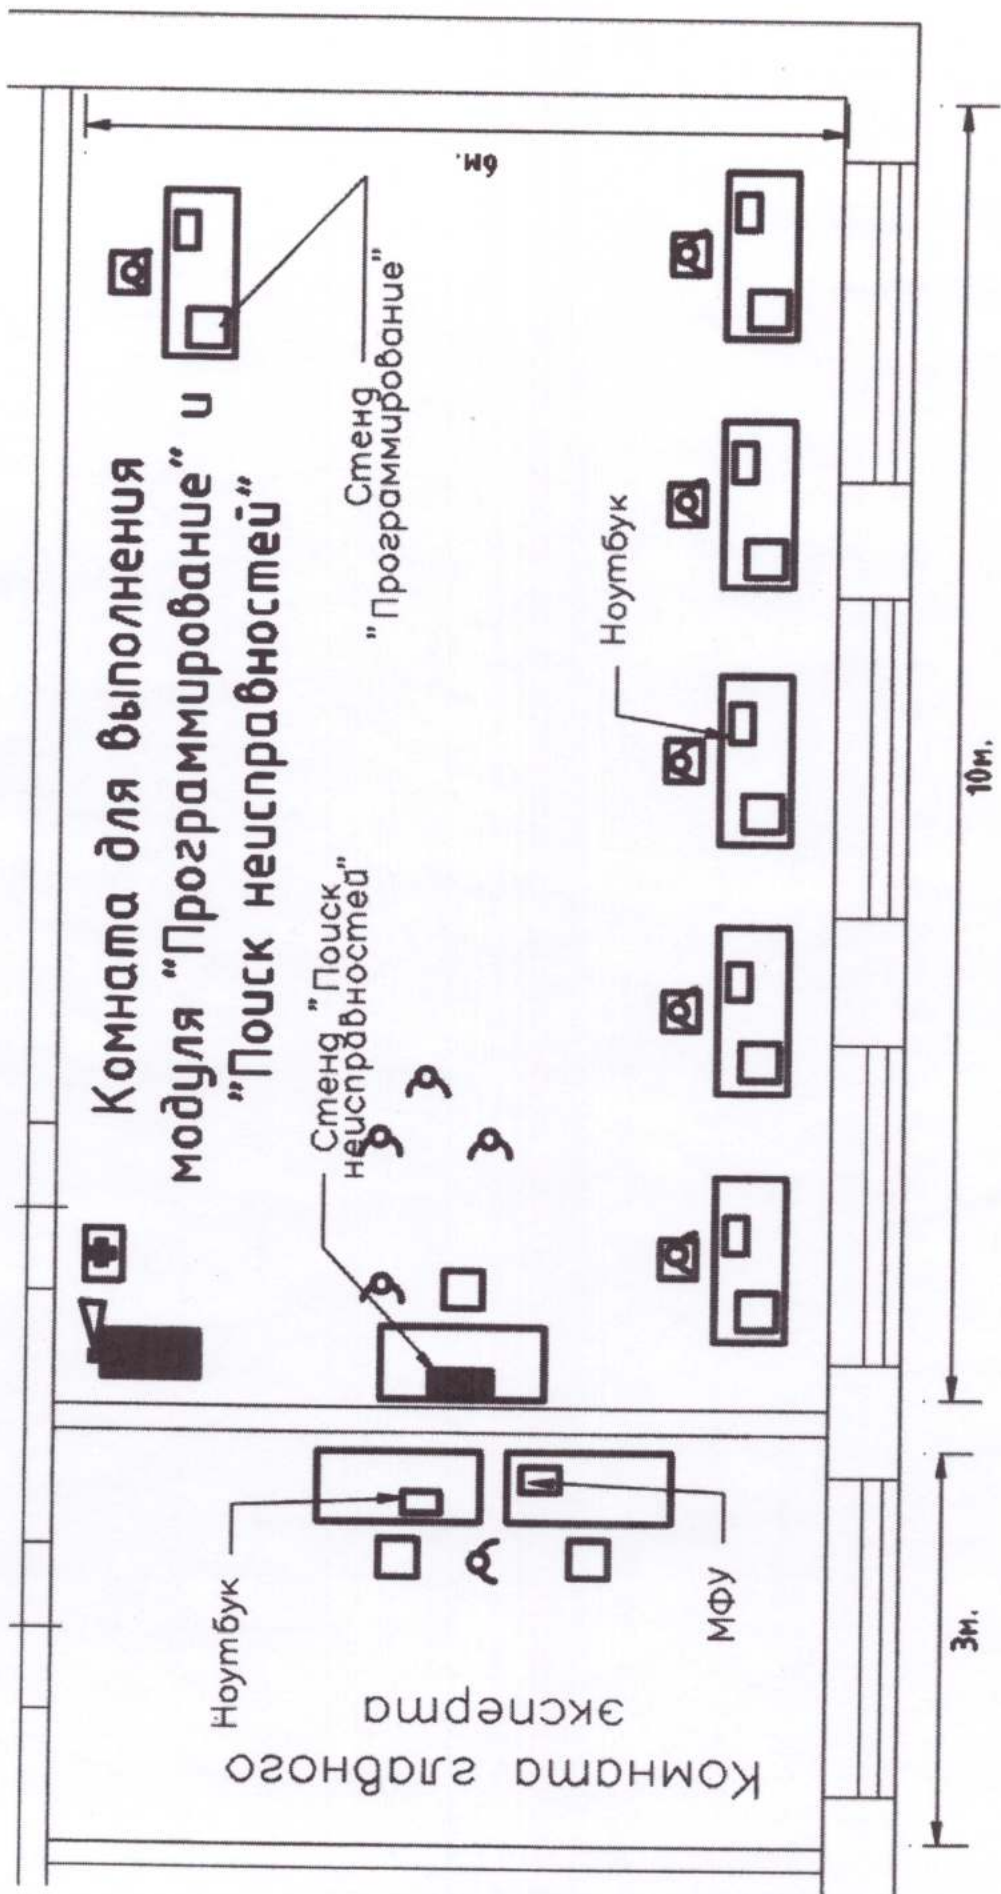 Комната для выполнения
модуля "Программирование" и
"Поиск неисправностей"
6м.
Стенд
"Программирование"
Стенд "Поиск
неисправностей"
Ноутбук
10м.
Ноутбук
МФУ
Комната главного
эксперта
3м.